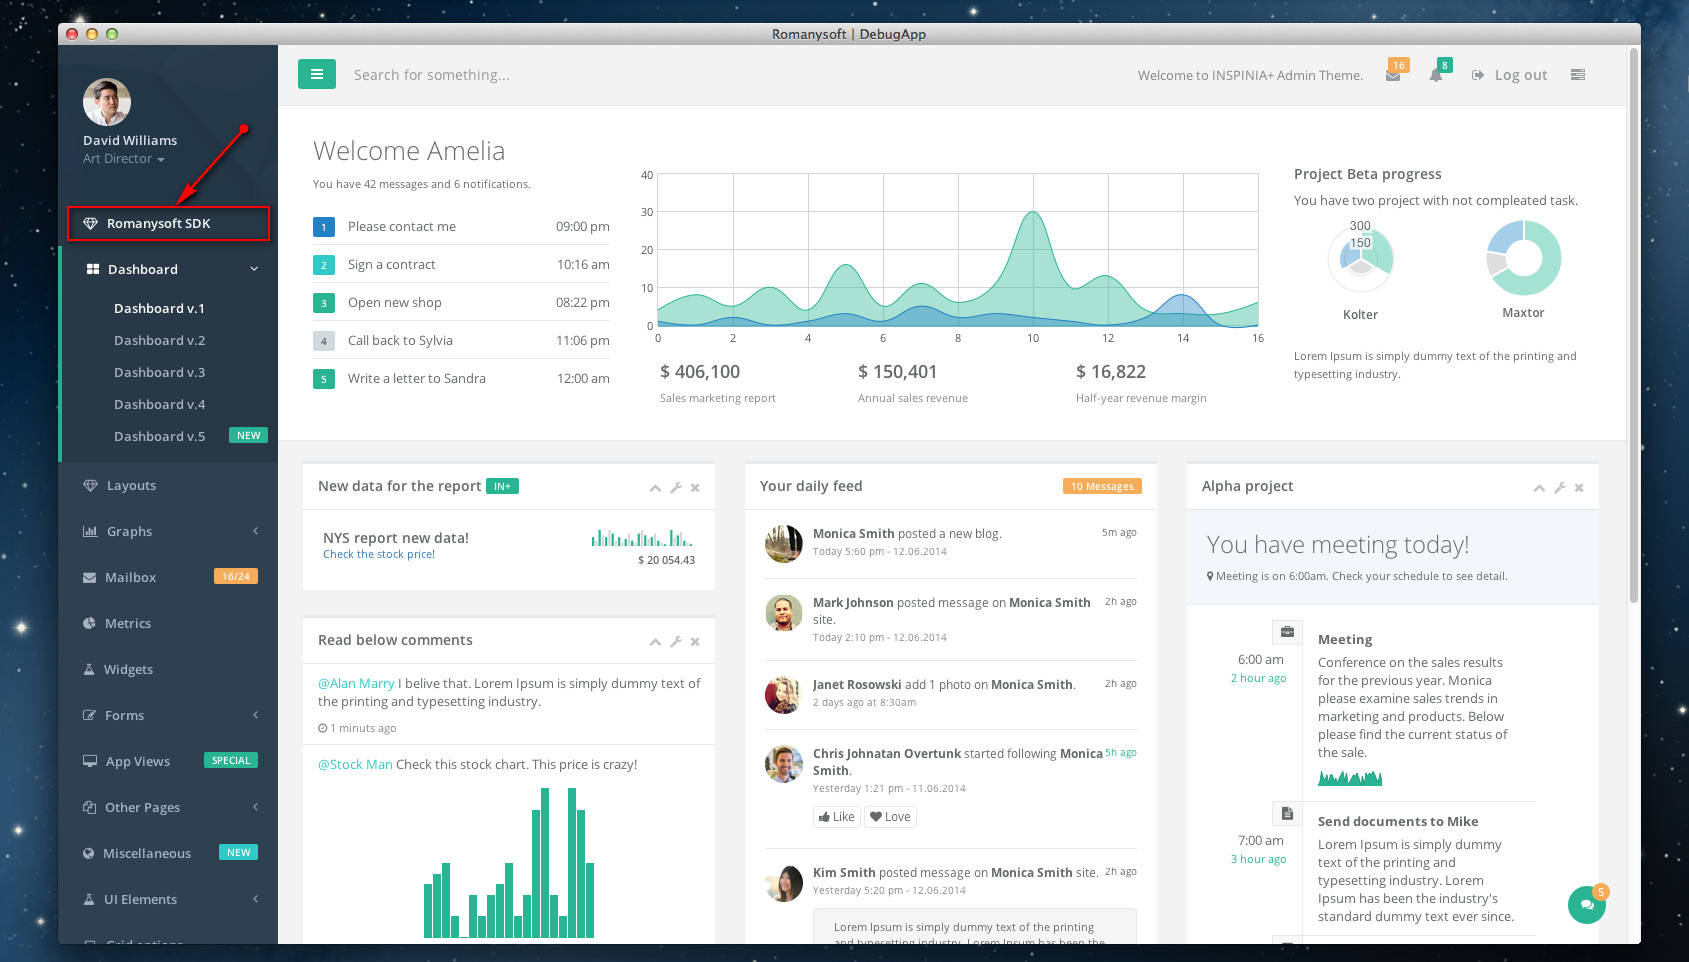 Romanysoft | DebugApp
David Williams
Art Director
Romanysoft SDK
Dashboard
Dashboard v.1
Dashboard v.2
Dashboard v.3
Dashboard v.4
Dashboard v.5 NEW
Layouts
Graphs
Mailbox 16/24
Metrics
Widgets
Forms
App Views SPECIAL
Other Pages
Miscellaneous NEW
UI Elements
Grid options
Search for something...
Welcome to INSPINIA+ Admin Theme. 16 8 Log out
Welcome Amelia
You have 42 messages and 6 notifications.
1 Please contact me 09:00 pm
2 Sign a contract 10:16 am
3 Open new shop 08:22 pm
4 Call back to Sylvia 11:06 pm
5 Write a letter to Sandra 12:00 am
40
30
20
10
0
0 2 4 6 8 10 12 14 16
$ 406,100 $ 150,401 $ 16,822
Sales marketing report Annual sales revenue Half-year revenue margin
Project Beta progress
You have two project with not compleated task.
300
150
Kolter Maxtor
Lorem Ipsum is simply dummy text of the printing and
typesetting industry.
New data for the report IN+
NYS report new data!
Check the stock price!
$ 20 054.43
Read below comments
@Alan Marry I belive that. Lorem Ipsum is simply dummy text of
the printing and typesetting industry.
1 minuts ago
@Stock Man Check this stock chart. This price is crazy!
Your daily feed 10 Messages
Monica Smith posted a new blog. 5m ago
Today 5:60 pm - 12.06.2014
Mark Johnson posted message on Monica Smith 2h ago
site.
Today 2:10 pm - 12.06.2014
Janet Rosowski add 1 photo on Monica Smith. 2h ago
2 days ago at 8:30am
Chris Johnatan Overtunk started following Monica 5h ago
Smith.
Yesterday 1:21 pm - 11.06.2014
Like Love
Kim Smith posted message on Monica Smith site. 2h ago
Yesterday 5:20 pm - 12.06.2014
Lorem Ipsum is simply dummy text of the printing
and typesetting industry. Lorem Ipsum has been the
Alpha project
You have meeting today!
Meeting is on 6:00am. Check your schedule to see detail.
6:00 am
2 hour ago
Meeting
Conference on the sales results
for the previous year. Monica
please examine sales trends in
marketing and products. Below
please find the current status of
the sale.
7:00 am
3 hour ago
Send documents to Mike
Lorem Ipsum is simply dummy
text of the printing and
typesetting industry. Lorem
Ipsum has been the industry's
standard dummy text ever since.
5